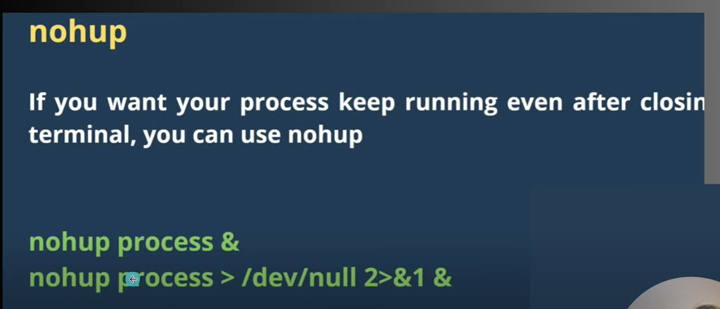 nohup
If you want your process keep running even after closin
terminal, you can use nohup
nohup process &
nohup process > /dev/null 2>&1 &